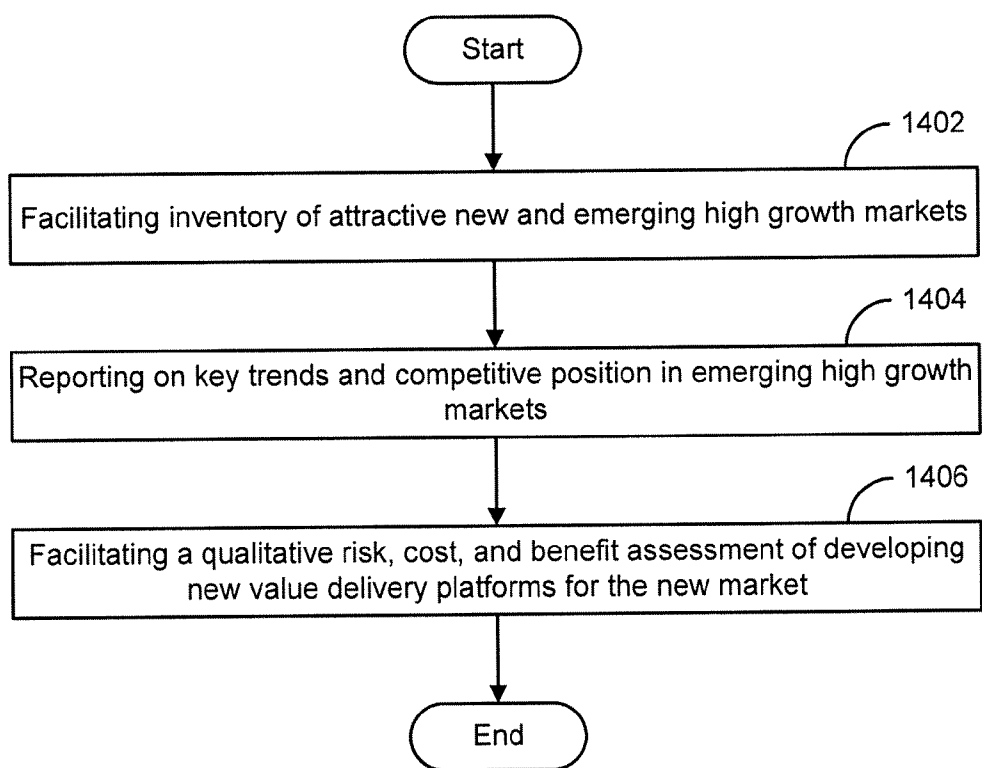 Start
1402
Facilitating inventory of attractive new and emerging high growth markets
1404
Reporting on key trends and competitive position in emerging high growth
markets
1406
Facilitating a qualitative risk, cost, and benefit assessment of developing
new value delivery platforms for the new market
End